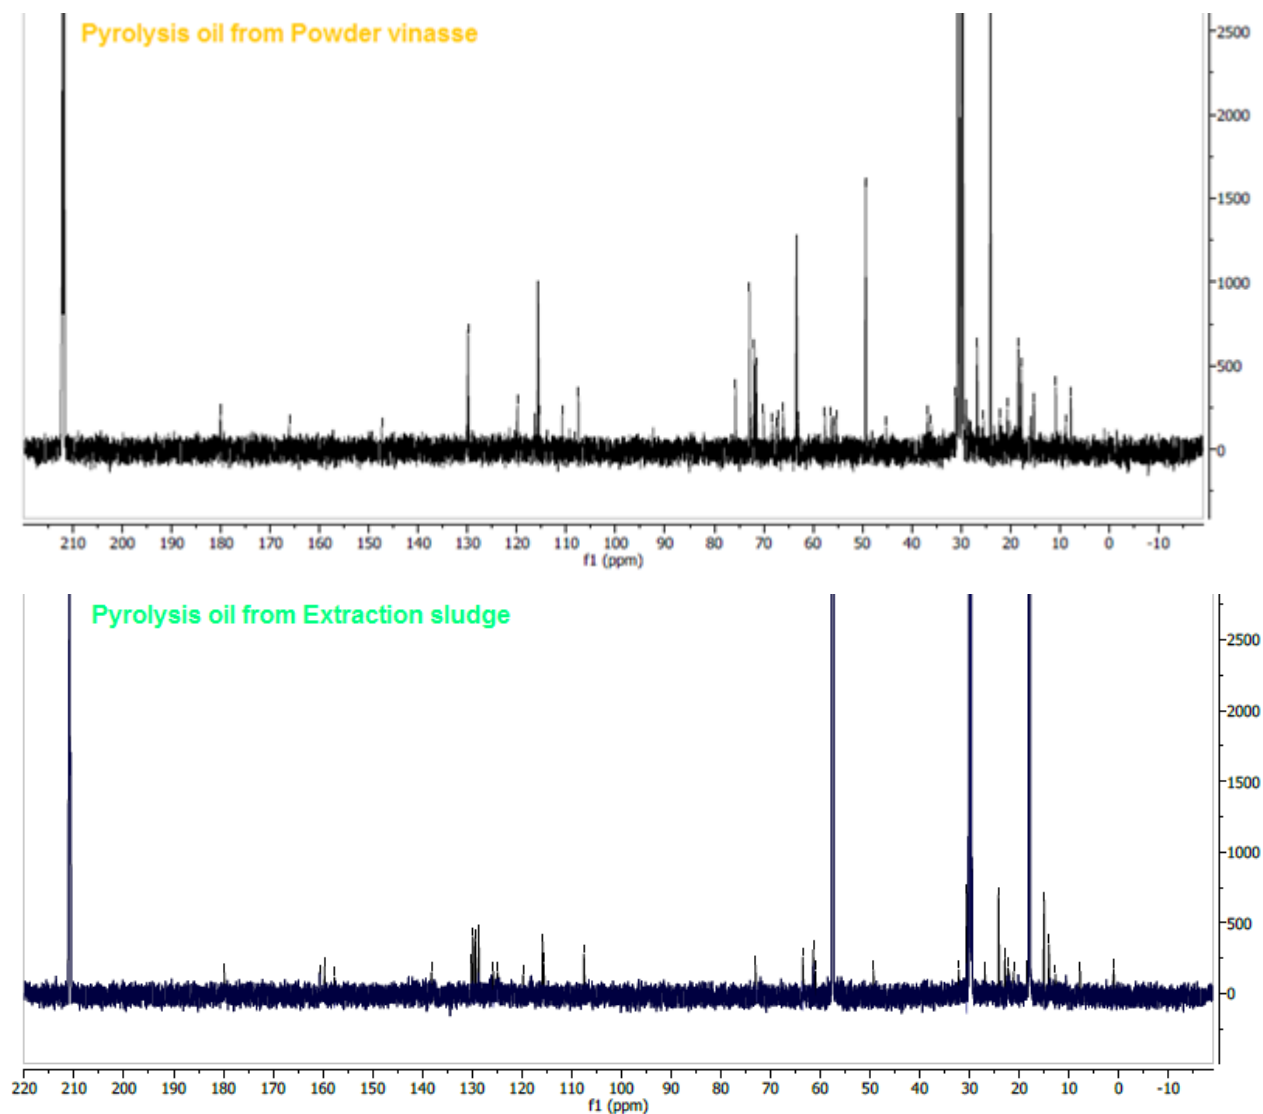 Pyrolysis oil from Powder vinasse
2500
2000
1500
1000
500
0
210 200 190 180 170 160 150 140 130 120 110 100 90 80 70 60 50 40 30 20 10 0 -10
f1 (ppm)
Pyrolysis oil from Extraction sludge
2500
2000
1500
1000
500
0
220 210 200 190 180 170 160 150 140 130 120 110 100 90 80 70 60 50 40 30 20 10 0 -10
f1 (ppm)